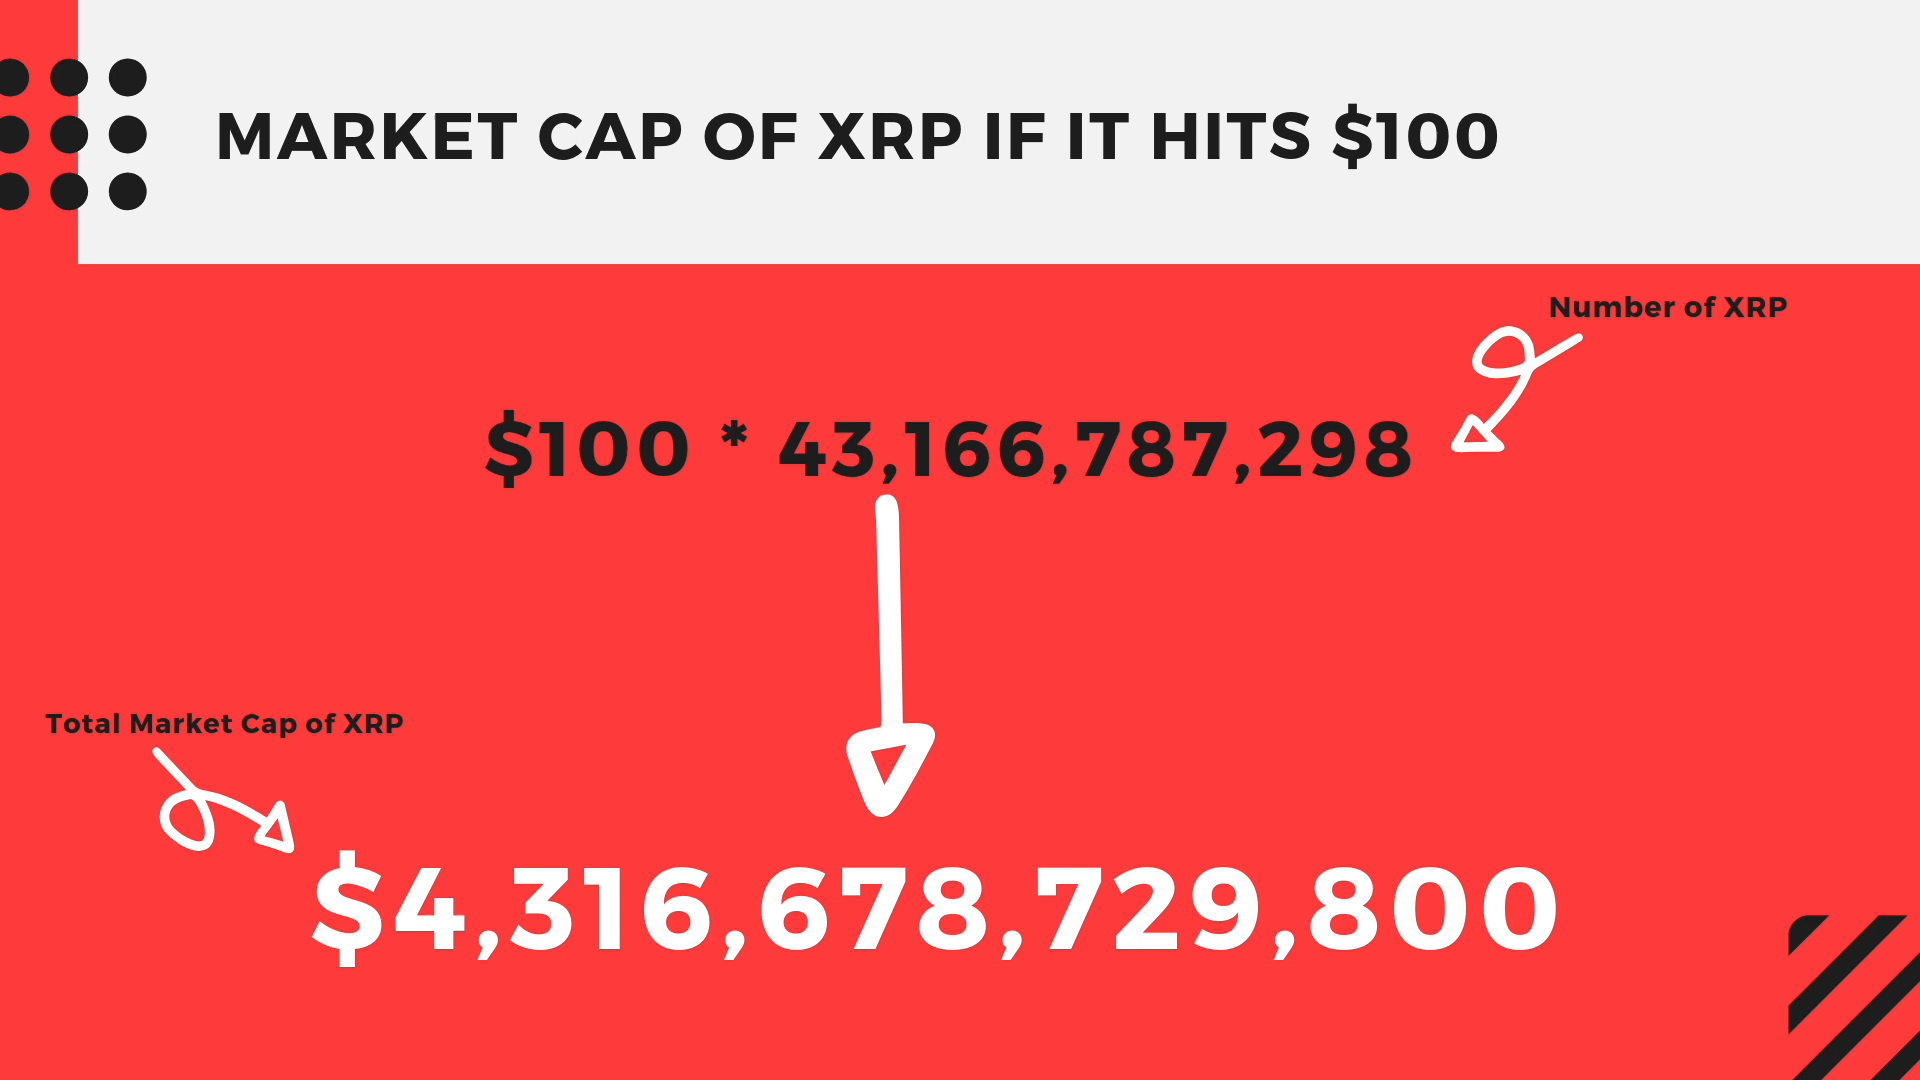 MARKET CAP OF XRP IF IT HITS $100
Number of XRP
$100 * 43,166,787,298
Total Market Cap of XRP
$4,316,678,729,800